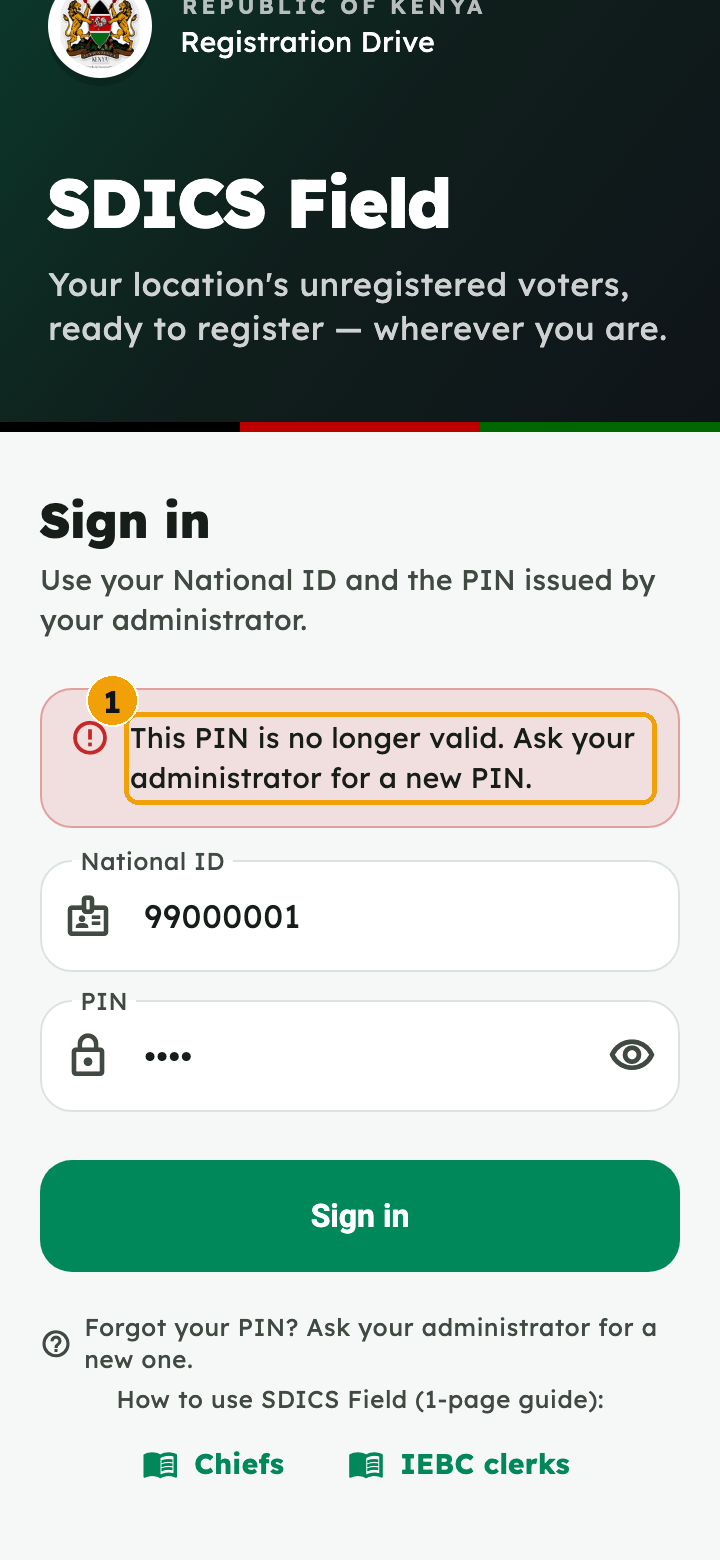 REPUBLIC OF KENYA
Registration Drive
SDICS Field
Your location's unregistered voters,
ready to register — wherever you are.
Sign in
Use your National ID and the PIN issued by
your administrator.
1
This PIN is no longer valid. Ask your
administrator for a new PIN.
National ID
99000001
PIN
••••
Sign in
Forgot your PIN? Ask your administrator for a
new one.
How to use SDICS Field (1-page guide):
Chiefs
IEBC clerks